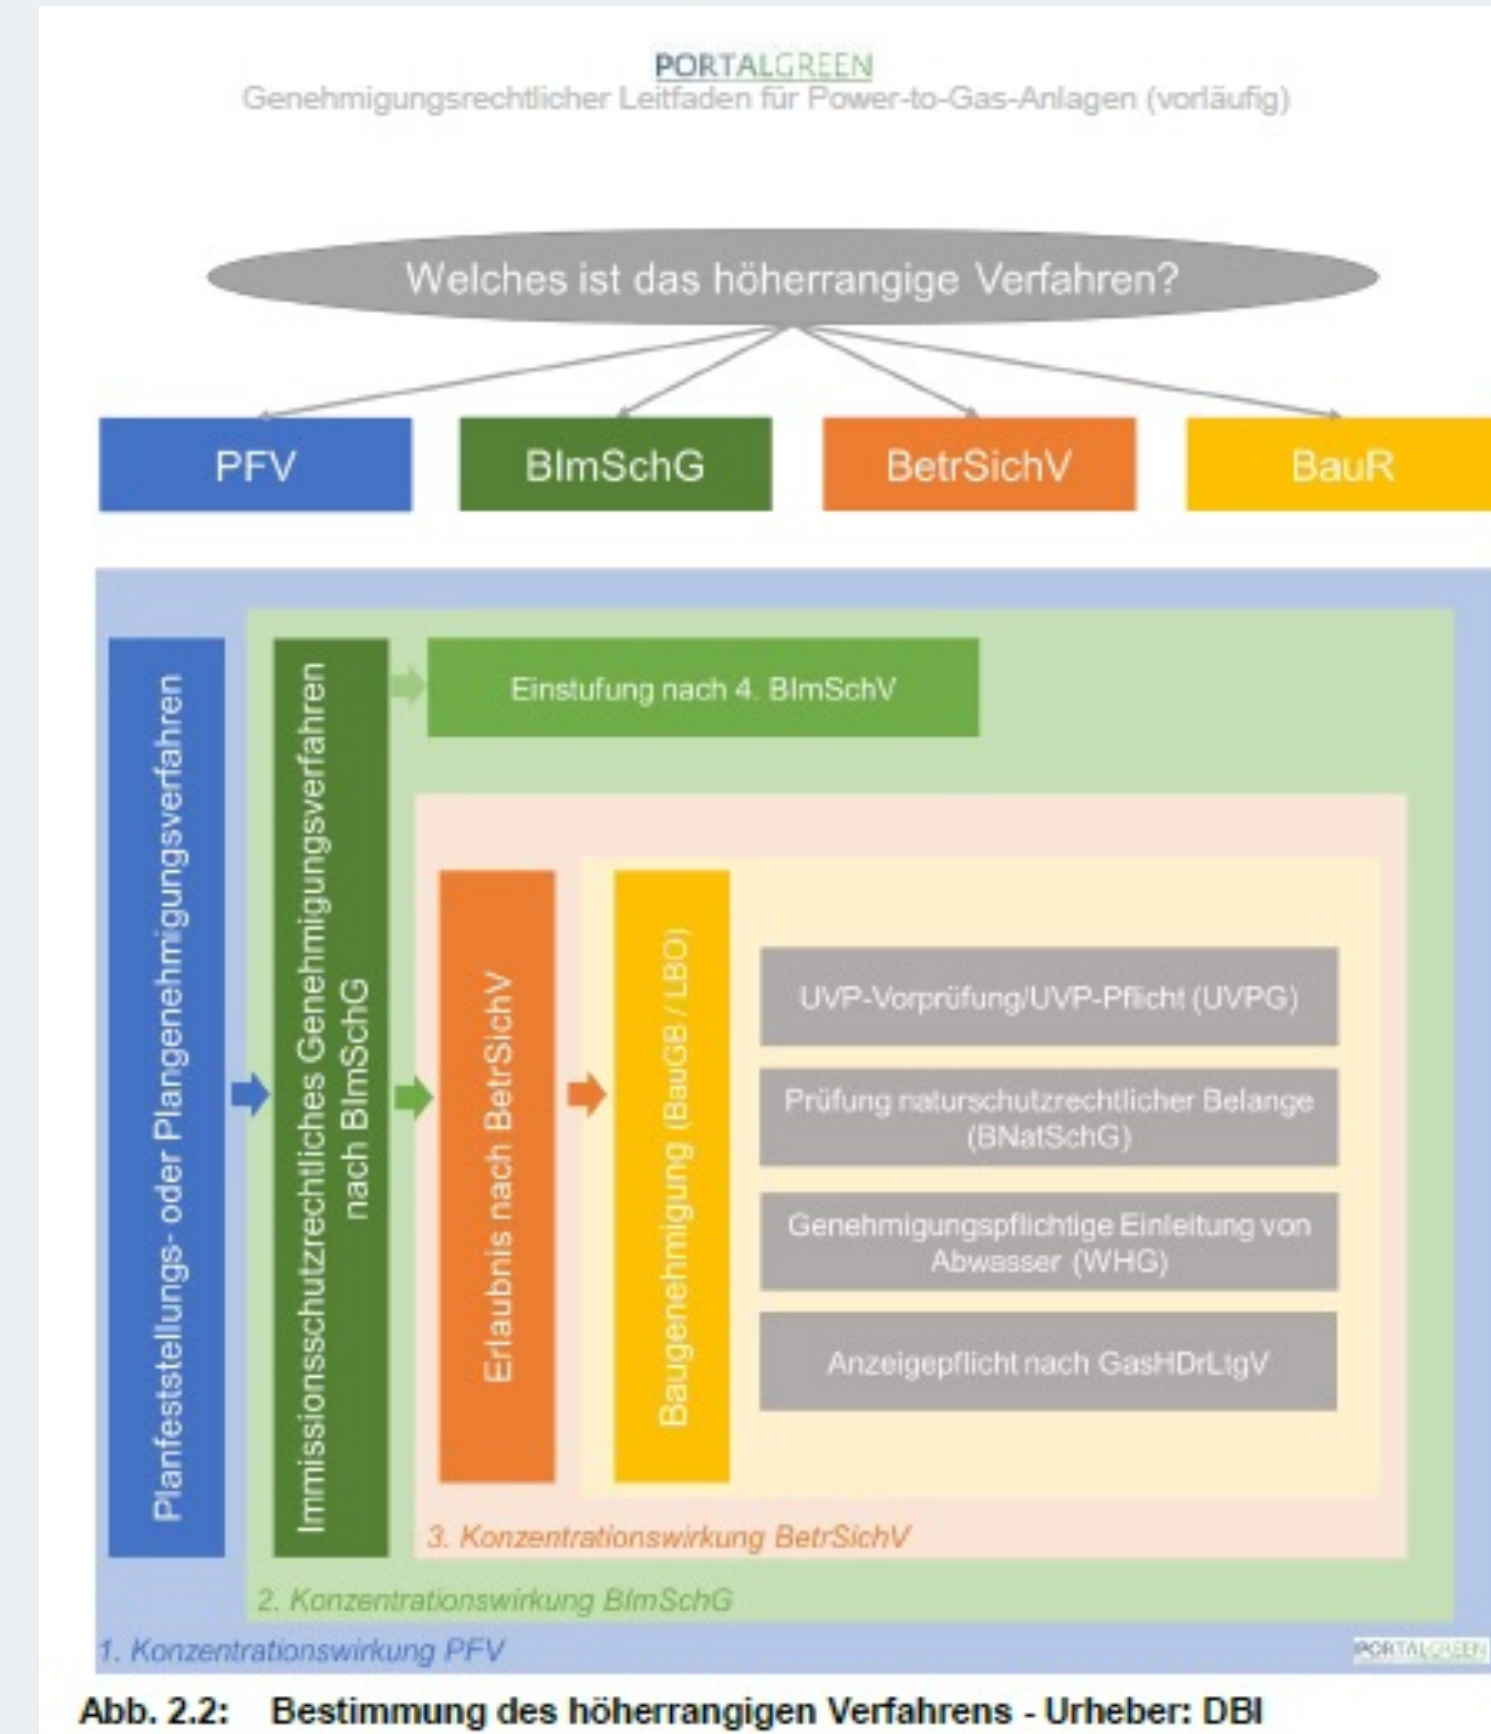 PORTALGREEN
Genehmigungsrechtlicher Leitfaden für Power-to-Gas-Anlagen (vorläufig)
Welches ist das höherrangige Verfahren?
PFV
BImSchG
BetrSichV
BauR
Planfeststellungs- oder Plangenehmigungsverfahren
Immissionsschutzrechtliches Genehmigungsverfahren
nach BImSchG
Einstufung nach 4. BImSchV
Erlaubnis nach BetrSichV
Baugenehmigung (BauGB / LBO)
UVP-Vorprüfung/UVP-Pflicht (UVPG)
Prüfung naturschutzrechtlicher Belange
(BNatSchG)
Genehmigungspflichtige Einleitung von
Abwasser (WHG)
Anzeigepflicht nach GasHDrLtgV
3. Konzentrationswirkung BetrSichV
2. Konzentrationswirkung BImSchG
1. Konzentrationswirkung PFV
PORTALGREEN
Abb. 2.2: Bestimmung des höherrangigen Verfahrens - Urheber: DBI